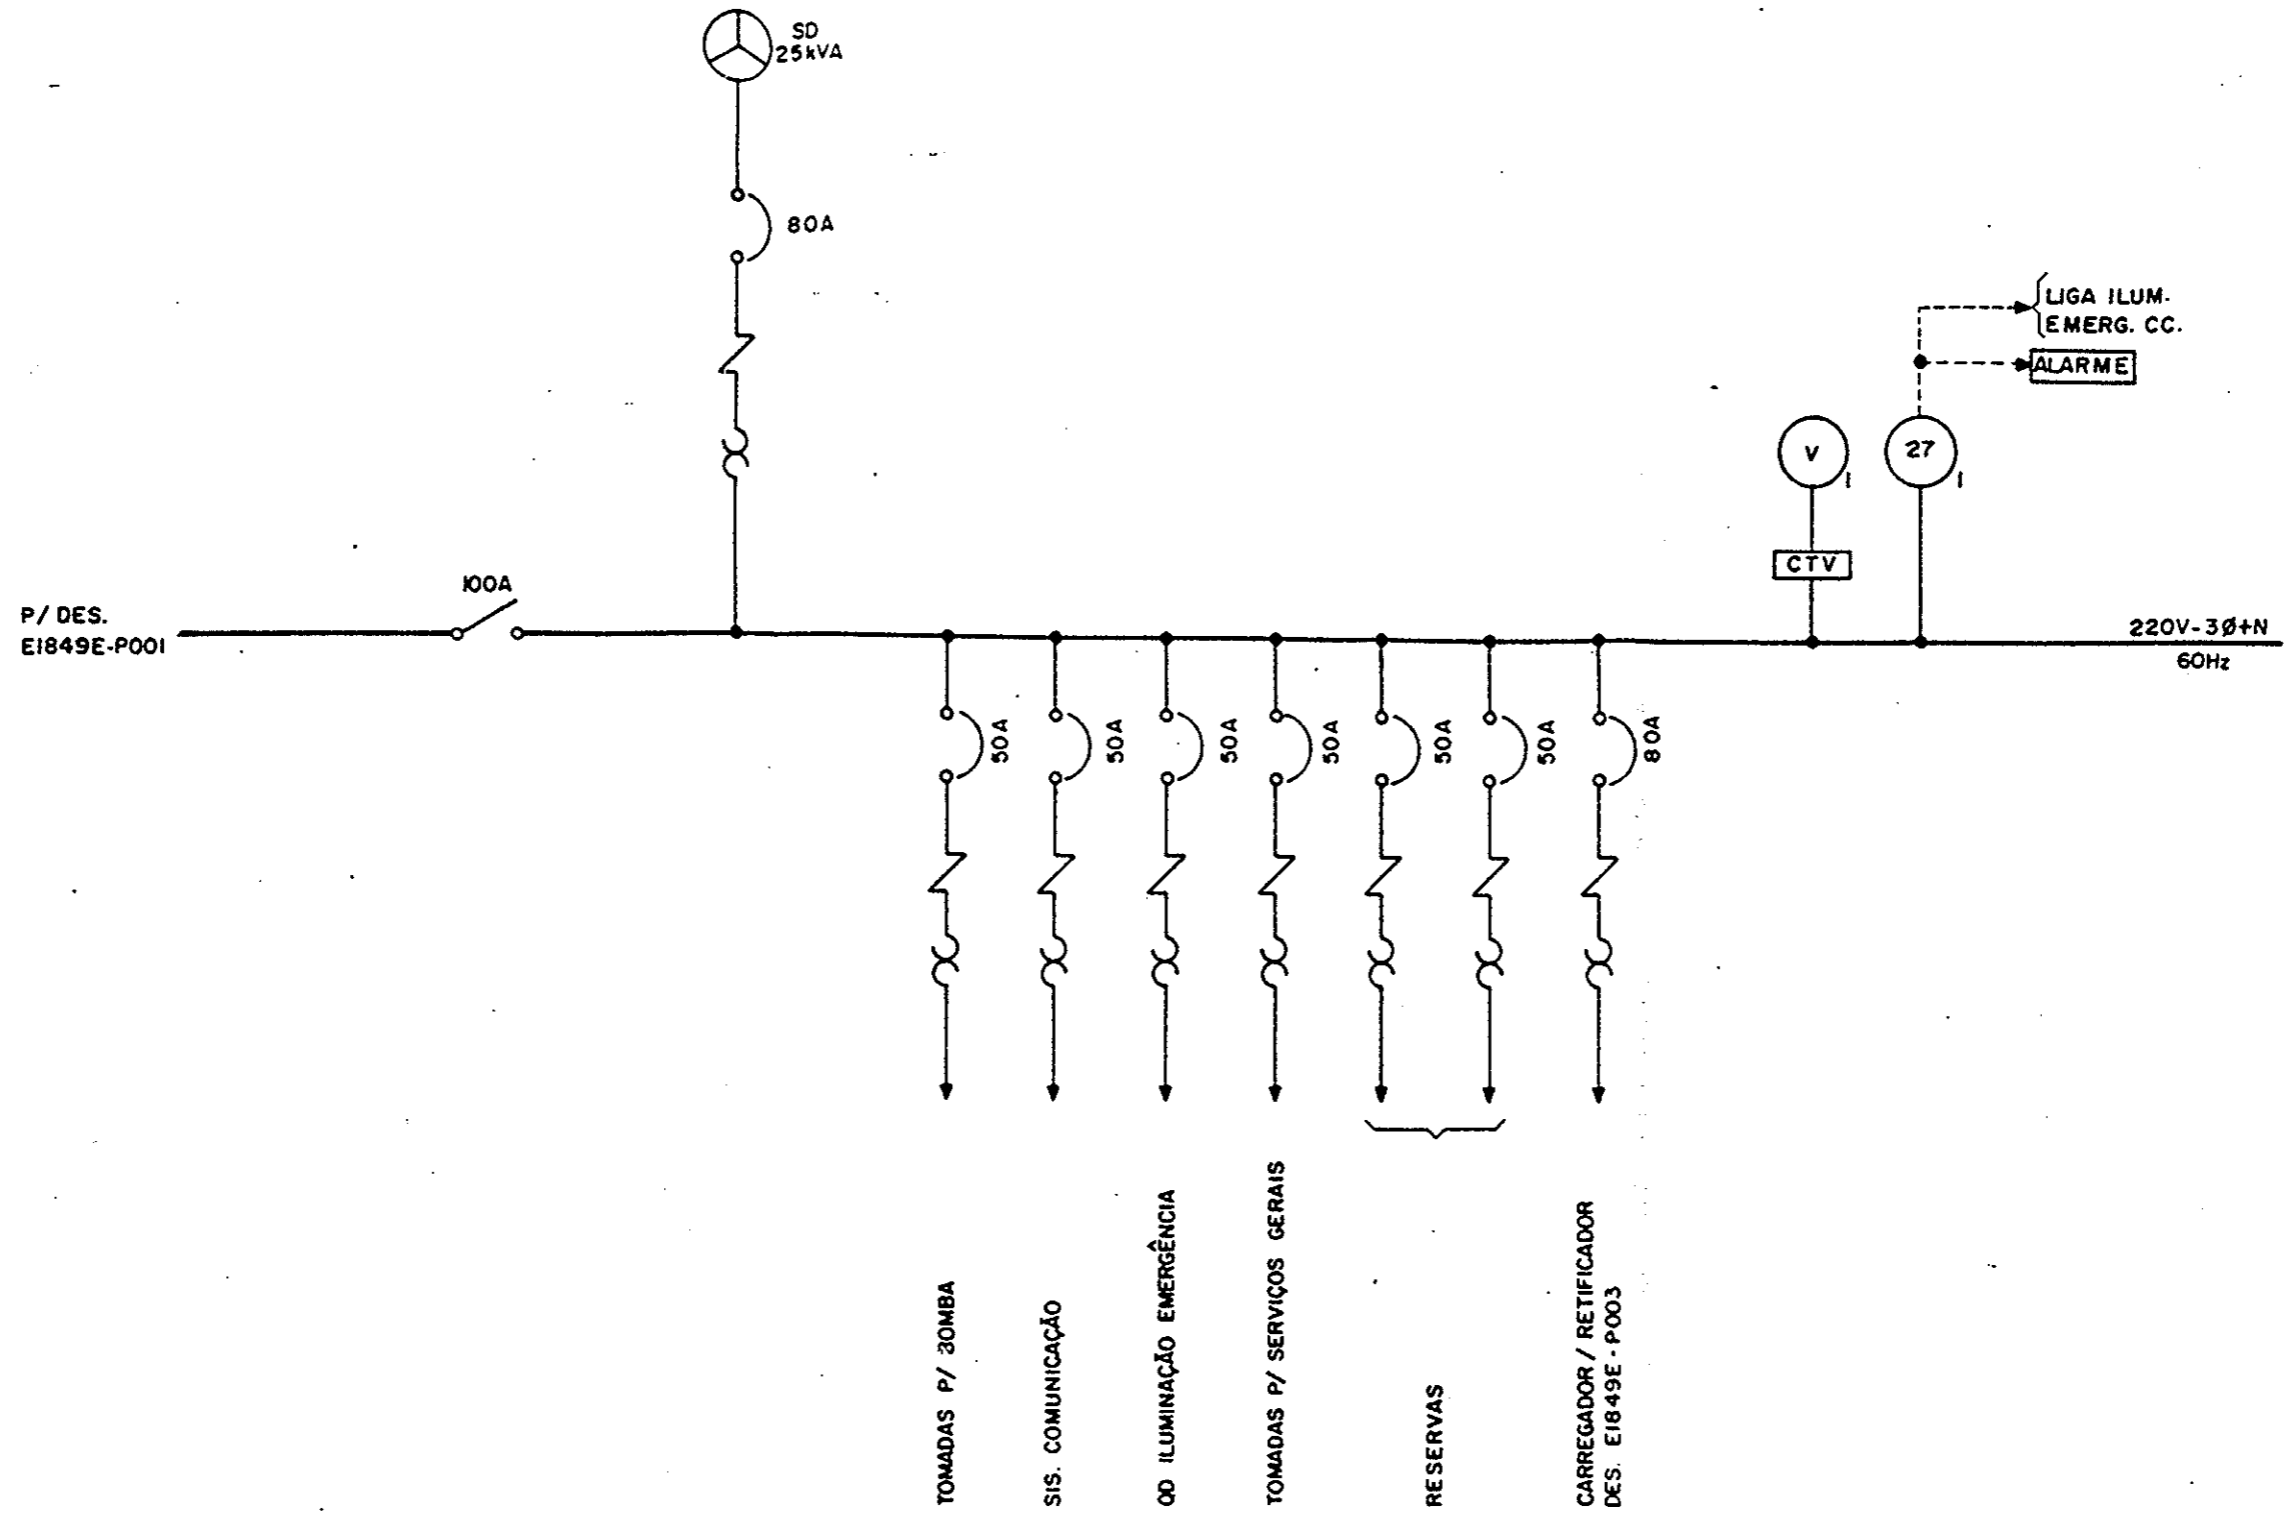 SD
25kVA
80A
LIGA ILUM.
EMERG. CC.
ALARME
V
1
27
1
CTV
100A
P/ DES.
E1849E-P001
220V-3Ø+N
60Hz
50A
50A
50A
50A
50A
50A
80A
TOMADAS P/ BOMBA
SIS. COMUNICAÇÃO
QD ILUMINAÇÃO EMERGÊNCIA
TOMADAS P/ SERVIÇOS GERAIS
RESERVAS
CARREGADOR / RETIFICADOR
DES. E1849E - P003